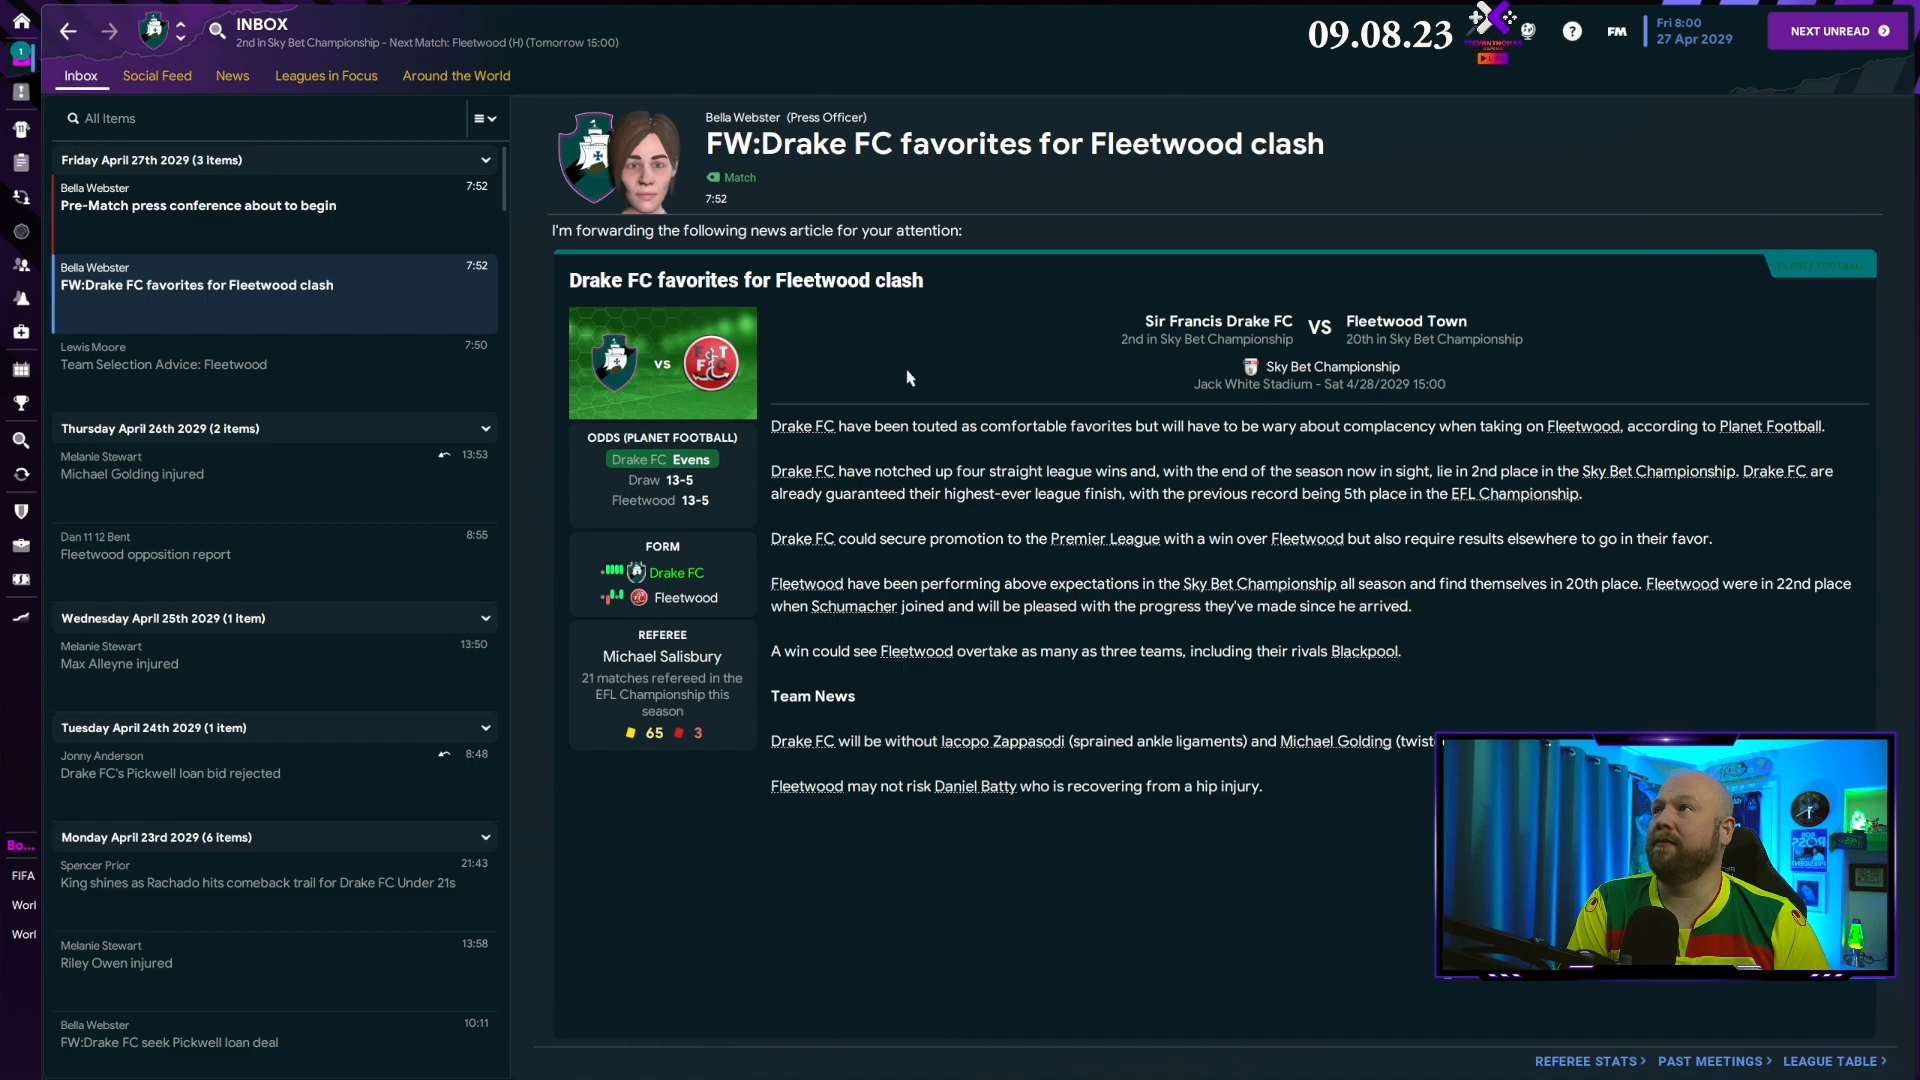 INBOX
2nd in Sky Bet Championship - Next Match: Fleetwood (H) (Tomorrow 15:00)
09.08.23
FM
Fri 8:00
27 Apr 2029
NEXT UNREAD
1
Inbox
Social Feed
News
Leagues in Focus
Around the World
All Items
Friday April 27th 2029 (3 items)
Bella Webster
7:52
Pre-Match press conference about to begin
Bella Webster
7:52
FW:Drake FC favorites for Fleetwood clash
Lewis Moore
7:50
Team Selection Advice: Fleetwood
Thursday April 26th 2029 (2 items)
Melanie Stewart
13:53
Michael Golding injured
Dan 11 12 Bent
8:55
Fleetwood opposition report
Wednesday April 25th 2029 (1 item)
Melanie Stewart
13:50
Max Alleyne injured
Tuesday April 24th 2029 (1 item)
Jonny Anderson
8:48
Drake FC's Pickwell loan bid rejected
Monday April 23rd 2029 (6 items)
Spencer Prior
21:43
King shines as Rachado hits comeback trail for Drake FC Under 21s
Melanie Stewart
13:58
Riley Owen injured
Bella Webster
10:11
FW:Drake FC seek Pickwell loan deal
Bo...
FIFA
Worl
Worl
Bella Webster (Press Officer)
FW:Drake FC favorites for Fleetwood clash
Match
7:52
I'm forwarding the following news article for your attention:
PLANET FOOTBALL
Drake FC favorites for Fleetwood clash
vs
Sir Francis Drake FC
2nd in Sky Bet Championship
VS
Fleetwood Town
20th in Sky Bet Championship
Sky Bet Championship
Jack White Stadium - Sat 4/28/2029 15:00
ODDS (PLANET FOOTBALL)
Drake FC Evens
Draw 13-5
Fleetwood 13-5
FORM
Drake FC
Fleetwood
REFEREE
Michael Salisbury
21 matches refereed in the
EFL Championship this
season
65 3
Drake FC have been touted as comfortable favorites but will have to be wary about complacency when taking on Fleetwood, according to Planet Football.
Drake FC have notched up four straight league wins and, with the end of the season now in sight, lie in 2nd place in the Sky Bet Championship. Drake FC are
already guaranteed their highest-ever league finish, with the previous record being 5th place in the EFL Championship.
Drake FC could secure promotion to the Premier League with a win over Fleetwood but also require results elsewhere to go in their favor.
Fleetwood have been performing above expectations in the Sky Bet Championship all season and find themselves in 20th place. Fleetwood were in 22nd place
when Schumacher joined and will be pleased with the progress they've made since he arrived.
A win could see Fleetwood overtake as many as three teams, including their rivals Blackpool.
Team News
Drake FC will be without Iacopo Zappasodi (sprained ankle ligaments) and Michael Golding (twist
Fleetwood may not risk Daniel Batty who is recovering from a hip injury.
REFEREE STATS
PAST MEETINGS
LEAGUE TABLE